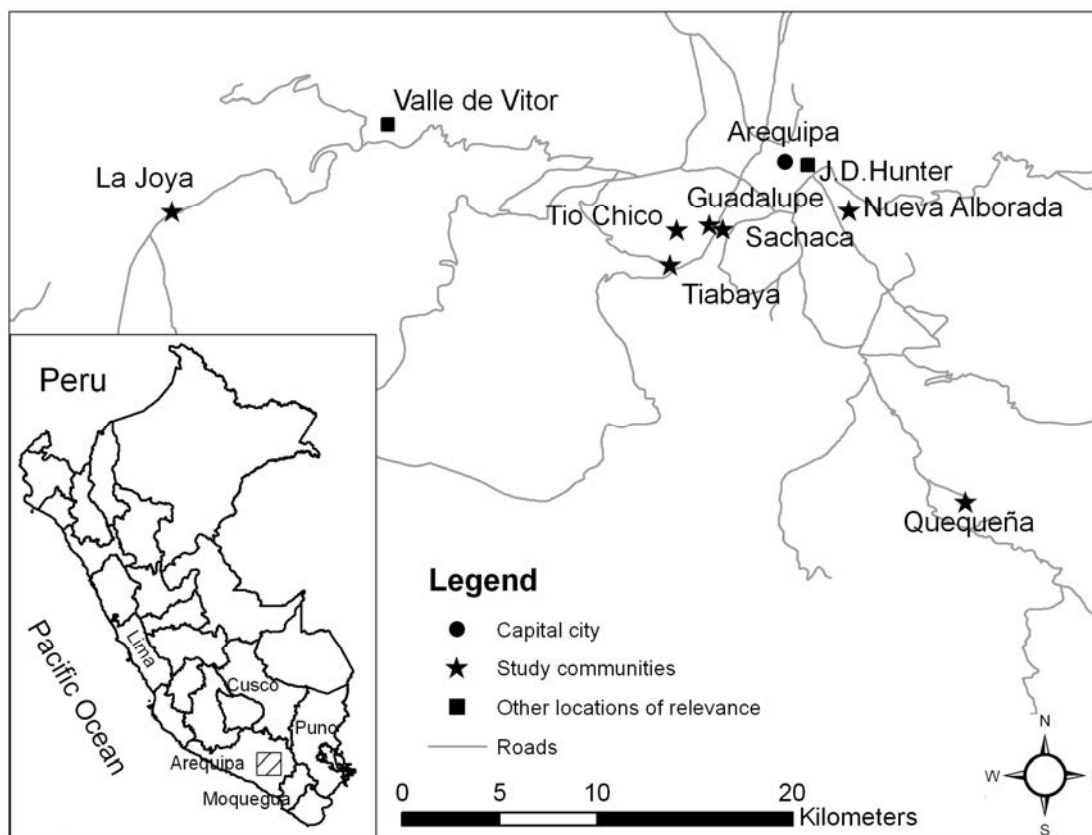 Valle de Vitor
Arequipa
La Joya
J.D.Hunter
Guadalupe
Tio Chico
Nueva Alborada
Sachaca
Tiabaya
Peru
Quequeña
Legend
Capital city
Study communities
Other locations of relevance
Roads
Pacific Ocean
Lima
Cusco
Puno
Arequipa
Moquegua
0 5 10 20
Kilometers
N
W E
S